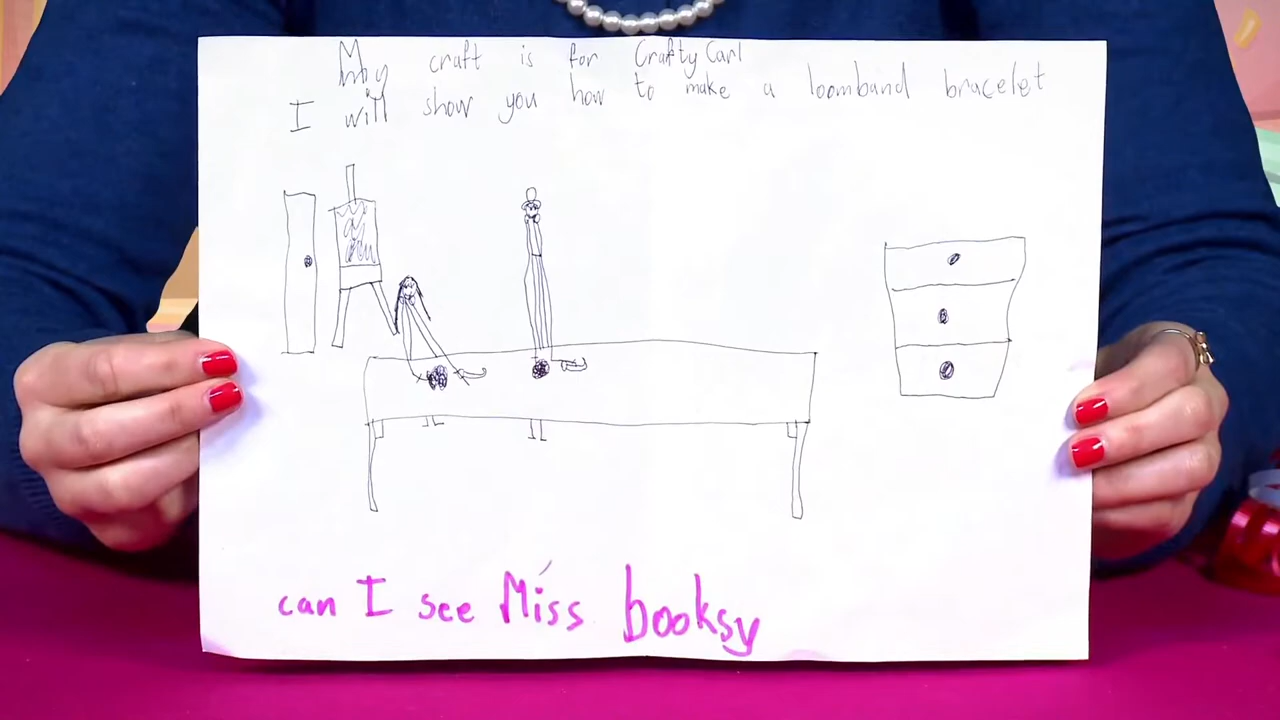 My craft is for Crafty Carl
I will show you how to make a loomband bracelet
can I see Miss booksy